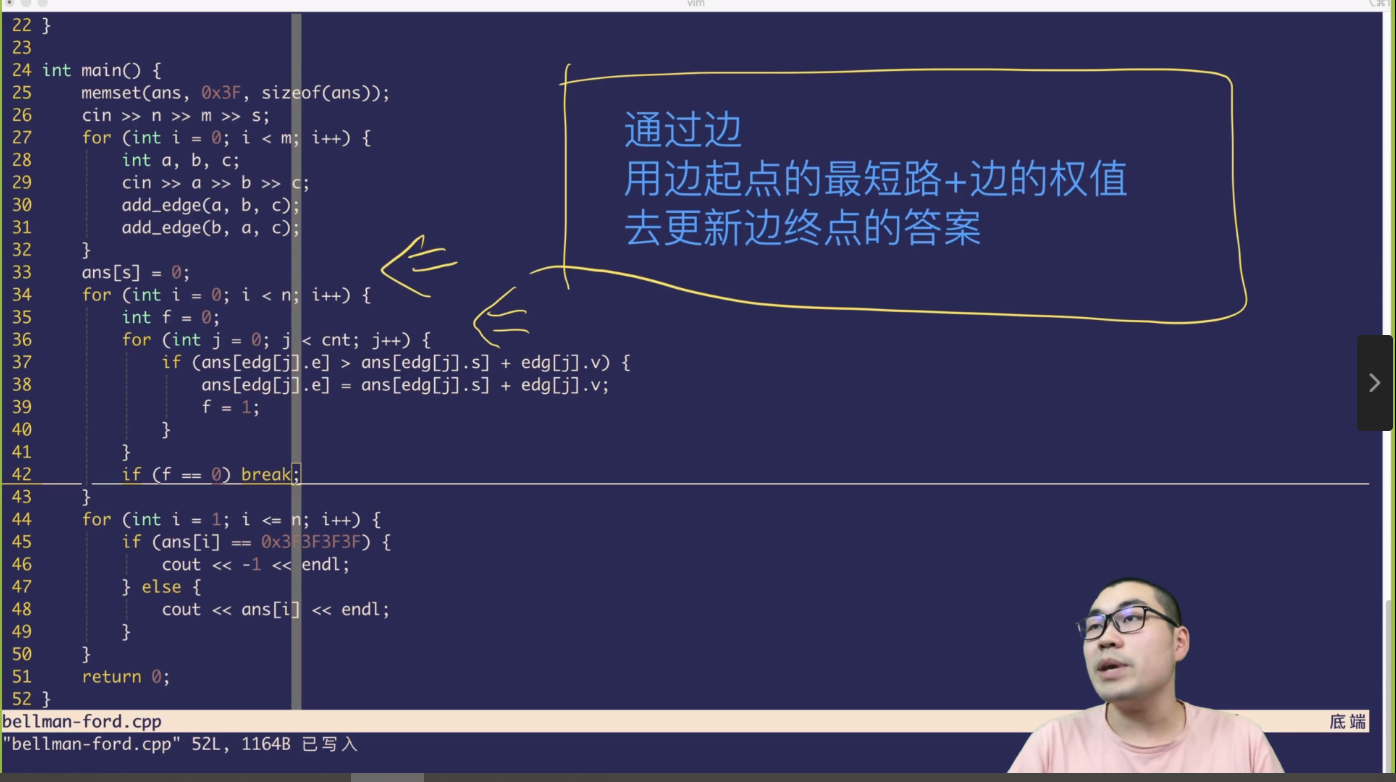 vim
22 }
23
24 int main() {
25 memset(ans, 0x3F, sizeof(ans));
26 cin >> n >> m >> s;
27 for (int i = 0; i < m; i++) {
28 int a, b, c;
29 cin >> a >> b >> c;
30 add_edge(a, b, c);
31 add_edge(b, a, c);
32 }
33 ans[s] = 0;
34 for (int i = 0; i < n; i++) {
35 int f = 0;
36 for (int j = 0; j < cnt; j++) {
37 if (ans[edg[j].e] > ans[edg[j].s] + edg[j].v) {
38 ans[edg[j].e] = ans[edg[j].s] + edg[j].v;
39 f = 1;
40 }
41 }
42 if (f == 0) break;
43 }
44 for (int i = 1; i <= n; i++) {
45 if (ans[i] == 0x3F3F3F3F) {
46 cout << -1 << endl;
47 } else {
48 cout << ans[i] << endl;
49 }
50 }
51 return 0;
52 }
通过边
用边起点的最短路+边的权值
去更新边终点的答案
bellman-ford.cpp 底端
"bellman-ford.cpp" 52L, 1164B 已写入